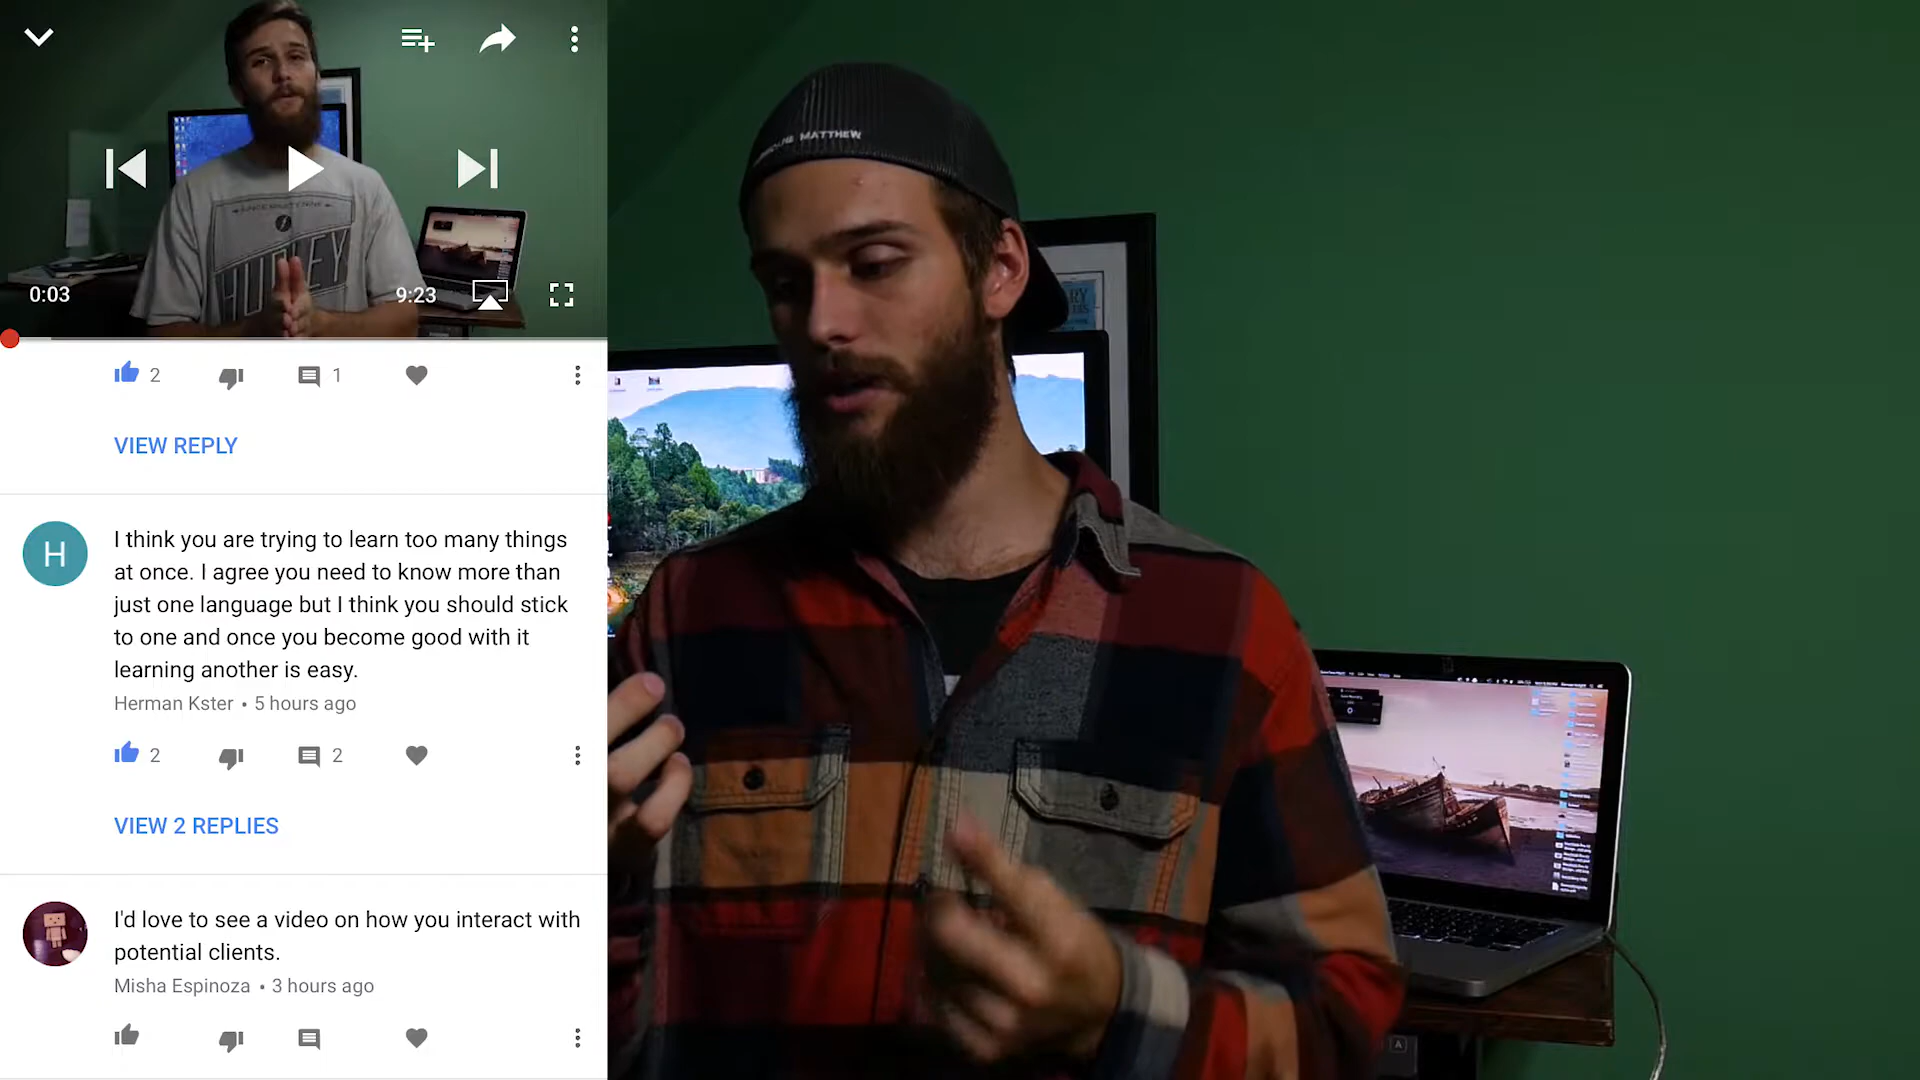 0:03
9:23
HURLEY
2
1
VIEW REPLY
H
I think you are trying to learn too many things
at once. I agree you need to know more than
just one language but I think you should stick
to one and once you become good with it
learning another is easy.
Herman Kster • 5 hours ago
2
2
VIEW 2 REPLIES
I'd love to see a video on how you interact with
potential clients.
Misha Espinoza • 3 hours ago
MATTHEW
A